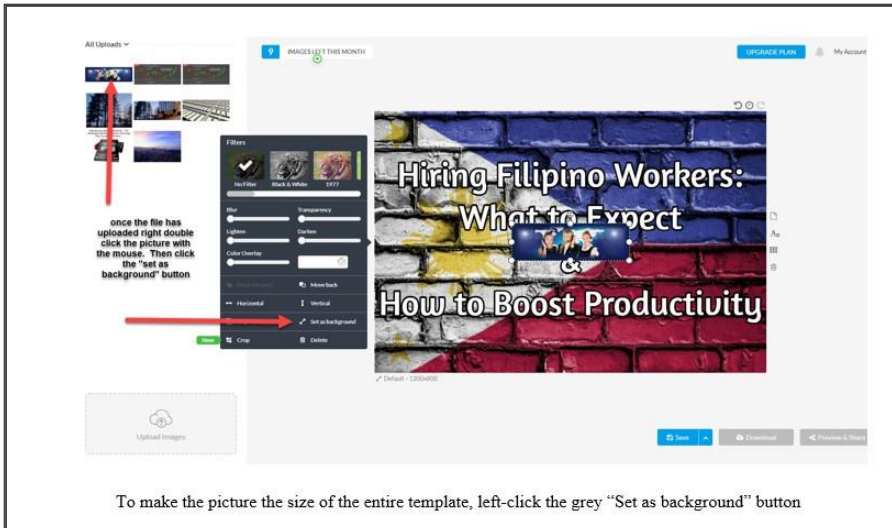 All Uploads
9 IMAGES LEFT THIS MONTH
UPGRADE PLAN
My Account
Filters
No Filter
Black & White
1977
Blur
Transparency
Lighten
Darken
Color Overlay
Move back
Horizontal
Vertical
Set as background
New
Crop
Delete
once the file has
uploaded right double
click the picture with
the mouse. Then click
the "set as
background" button
Upload Images
Hiring Filipino Workers:
What to Expect
&
How to Boost Productivity
Default - 1200x600
Save
Download
Preview & Share
To make the picture the size of the entire template, left-click the grey “Set as background” button